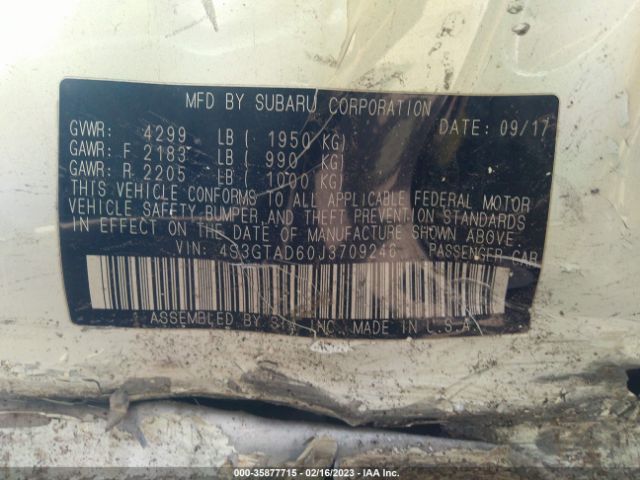 MFD BY SUBARU CORPORATION
GVWR: 4299 LB ( 1950 KG) DATE: 09/17
GAWR: F 2183 LB ( 990 KG)
GAWR: R 2205 LB ( 1000 KG)
THIS VEHICLE CONFORMS TO ALL APPLICABLE FEDERAL MOTOR
VEHICLE SAFETY,BUMPER,AND THEFT PREVENTION STANDARDS
IN EFFECT ON THE DATE OF MANUFACTURE SHOWN ABOVE.
VIN: 4S3GTAD60J3709246 PASSENGER CAR
ASSEMBLED BY SIA, INC. MADE IN U.S.A
000-35877715 - 02/16/2023 - IAA Inc.